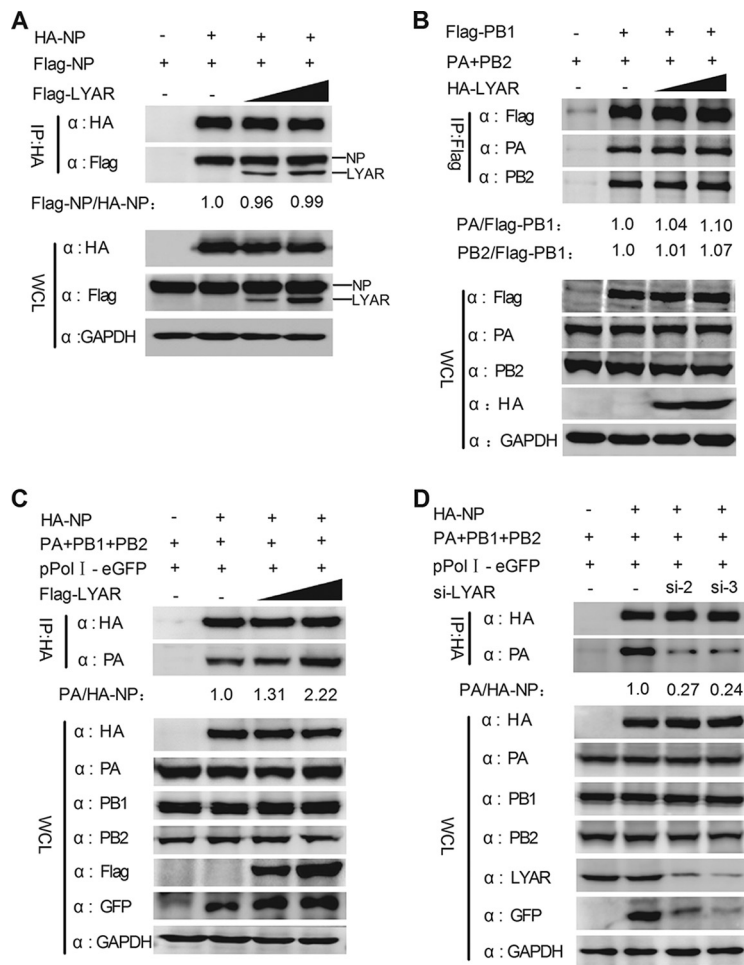 A
HA-NP - + + +
Flag-NP + + + +
Flag-LYAR - -
IP:HA
α:HA
α:Flag
NP
LYAR
Flag-NP/HA-NP: 1.0 0.96 0.99
WCL
α:HA
α: Flag
NP
LYAR
α:GAPDH
B
Flag-PB1 - + + +
PA+PB2 + + + +
HA-LYAR - -
IP:Flag
α: Flag
α: PA
α: PB2
PA/Flag-PB1: 1.0 1.04 1.10
PB2/Flag-PB1: 1.0 1.01 1.07
WCL
α: Flag
α: PA
α: PB2
α: HA
α: GAPDH
C
HA-NP - + + +
PA+PB1+PB2 + + + +
pPol I - eGFP + + + +
Flag-LYAR - -
IP:HA
α:HA
α: PA
PA/HA-NP: 1.0 1.31 2.22
WCL
α: HA
α: PA
α: PB1
α: PB2
α: Flag
α: GFP
α:GAPDH
D
HA-NP - + + +
PA+PB1+PB2 + + + +
pPol I - eGFP + + + +
si-LYAR - - si-2 si-3
IP:HA
α: HA
α: PA
PA/HA-NP: 1.0 0.27 0.24
WCL
α: HA
α: PA
α: PB1
α: PB2
α: LYAR
α: GFP
α: GAPDH